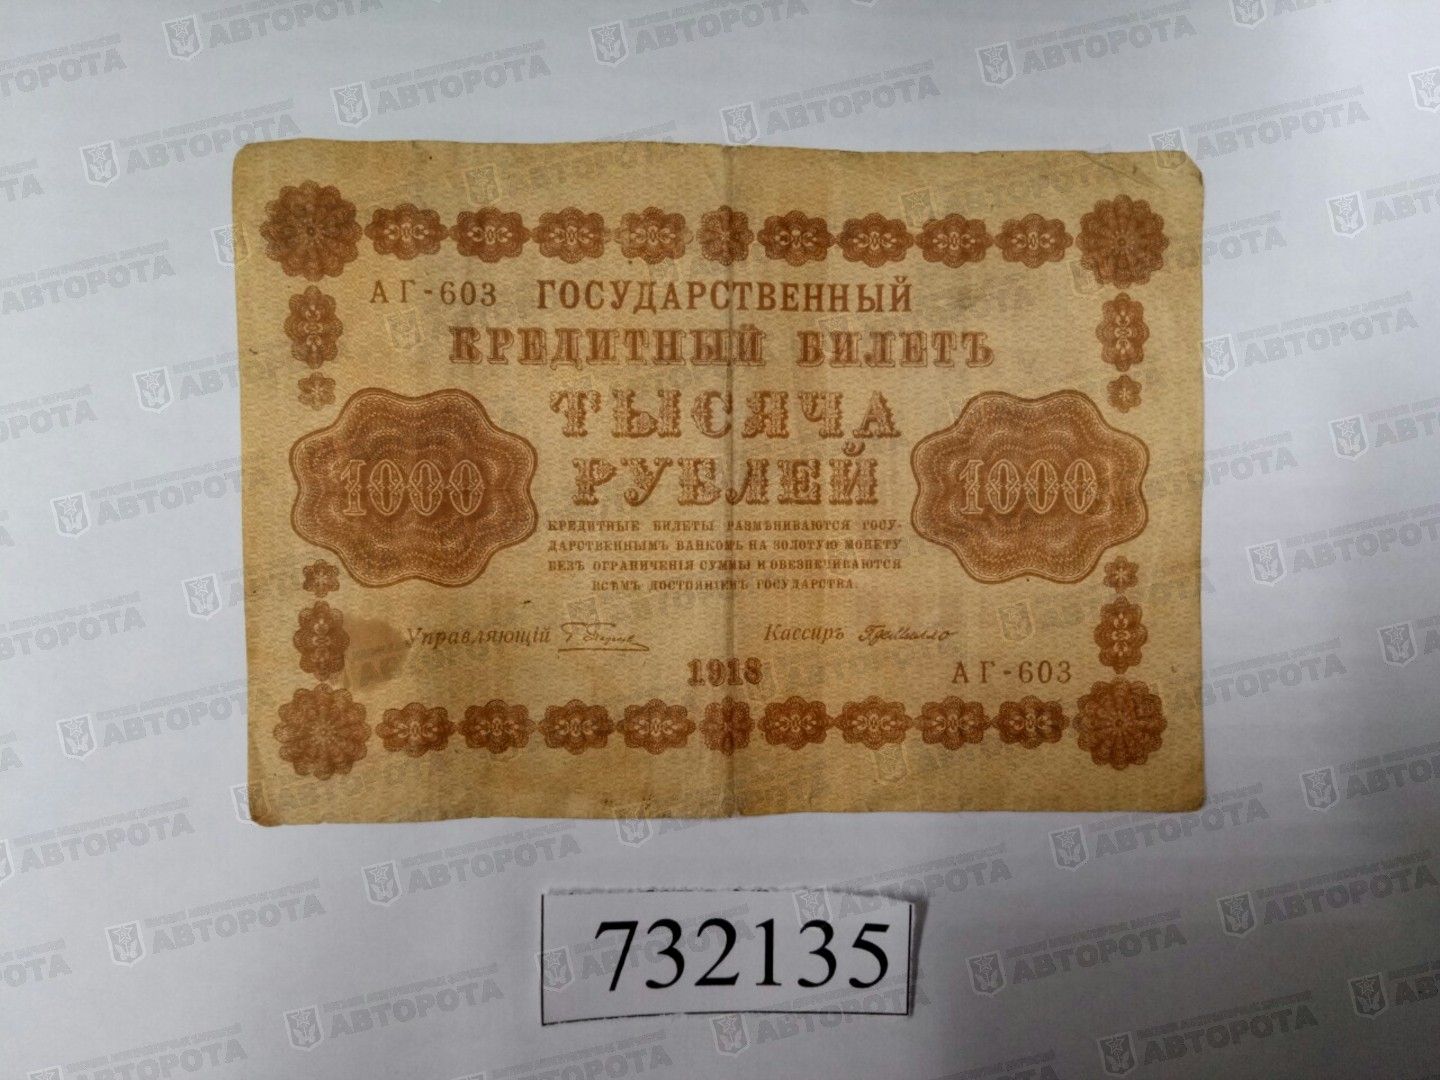 АГ-603 ГОСУДАРСТВЕННЫЙ
КРЕДИТНЫЙ БИЛЕТЪ
ТЫСЯЧА
РУБЛЕЙ
1000
1000
КРЕДИТНЫЕ БИЛЕТЫ РАЗМѢНИВАЮТСЯ ГОСУ-
ДАРСТВЕННЫМЪ БАНКОМЪ НА ЗОЛОТУЮ МОНЕТУ
БЕЗЪ ОГРАНИЧЕНІЯ СУММЫ И ОБЕЗПЕЧИВАЮТСЯ
ВСѢМЪ ДОСТОЯНІЕМЪ ГОСУДАРСТВА.
Управляющій
Кассиръ
1918
АГ-603
732135
АВТОРОТА